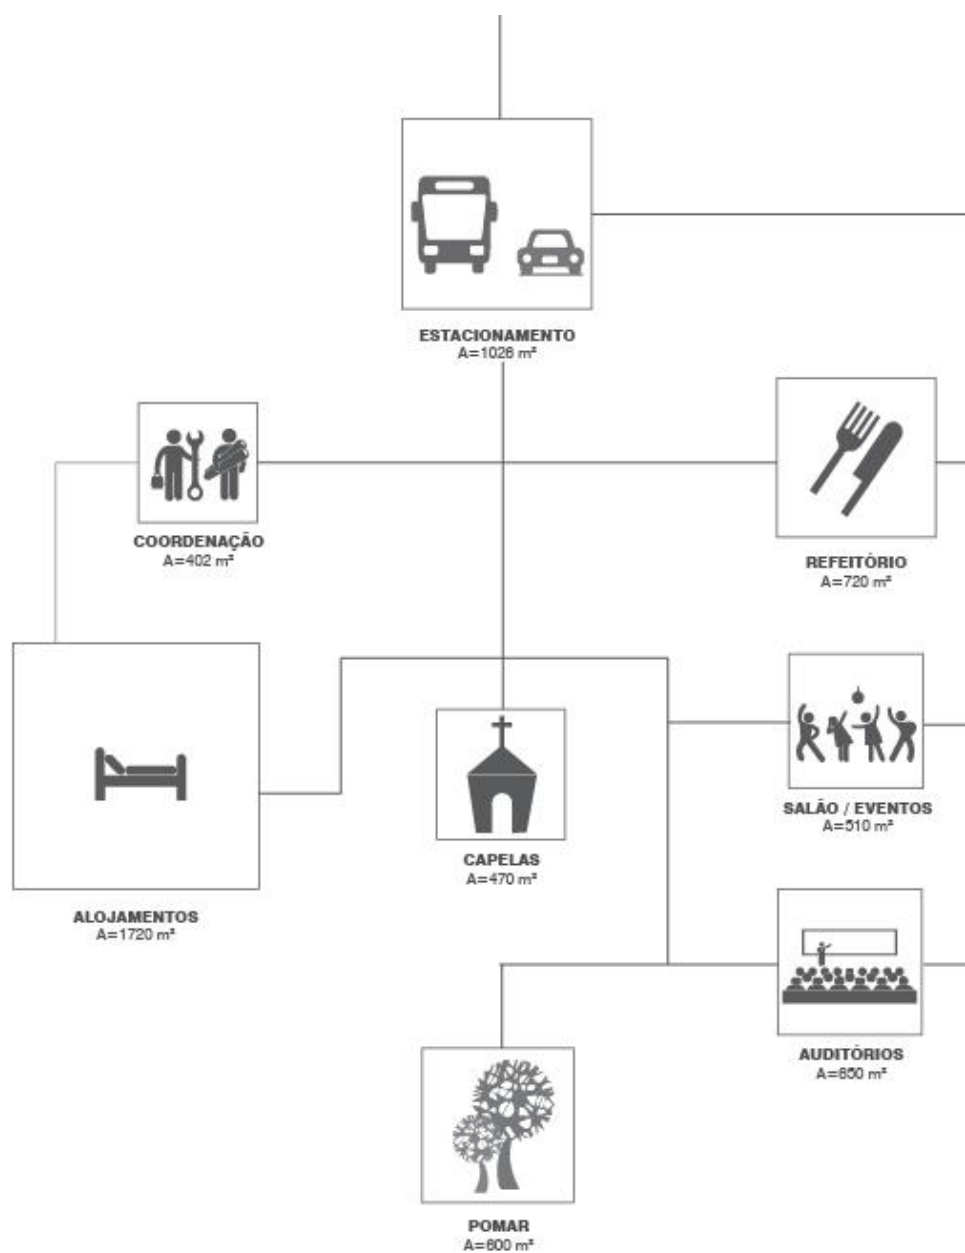 ESTACIONAMENTO
A=1026 m²
COORDENAÇÃO
A=402 m²
REFEITÓRIO
A=720 m²
SALÃO / EVENTOS
A=510 m²
CAPELAS
A=470 m²
ALOJAMENTOS
A=1720 m²
AUDITÓRIOS
A=650 m²
POMAR
A=600 m²